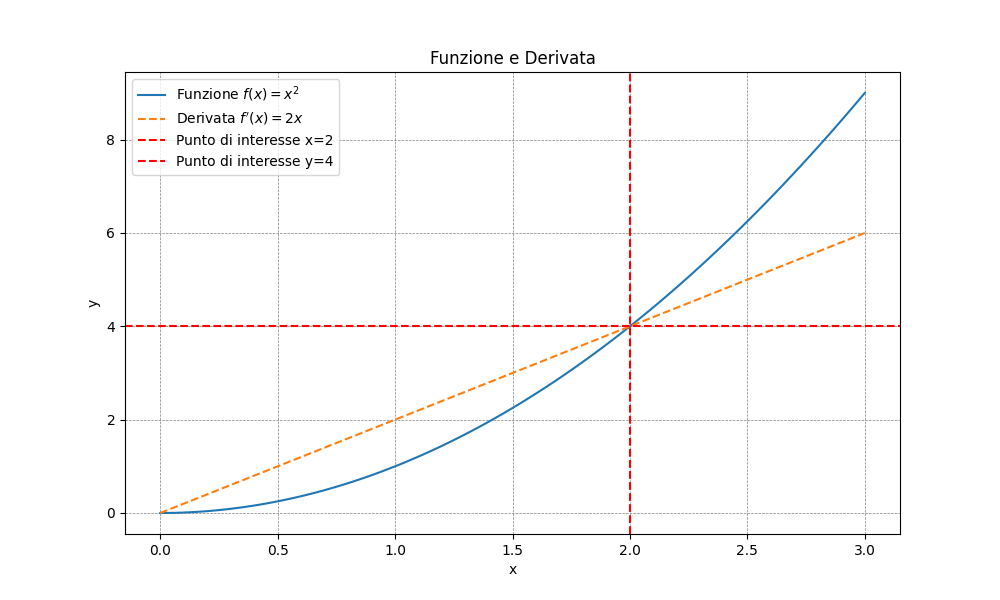 Funzione e Derivata
Funzione f(x) = x²
Derivata f′(x) = 2x
Punto di interesse x=2
Punto di interesse y=4
y
8
6
4
2
0
0.0 0.5 1.0 1.5 2.0 2.5 3.0
x